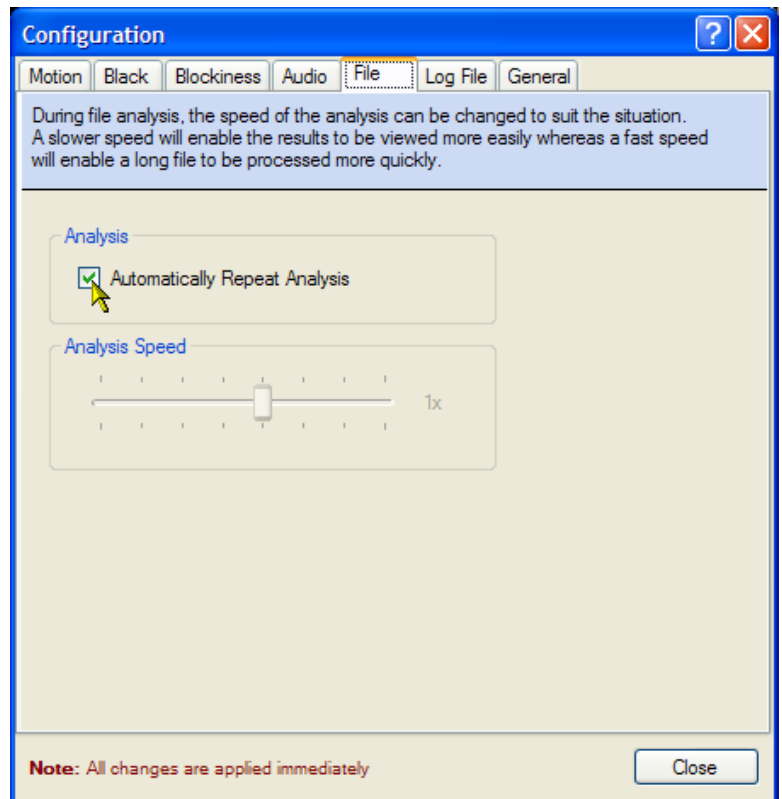 Configuration
Motion Black Blockiness Audio File Log File General
During file analysis, the speed of the analysis can be changed to suit the situation.
A slower speed will enable the results to be viewed more easily whereas a fast speed
will enable a long file to be processed more quickly.
Analysis
Automatically Repeat Analysis
Analysis Speed
1x
Note: All changes are applied immediately
Close